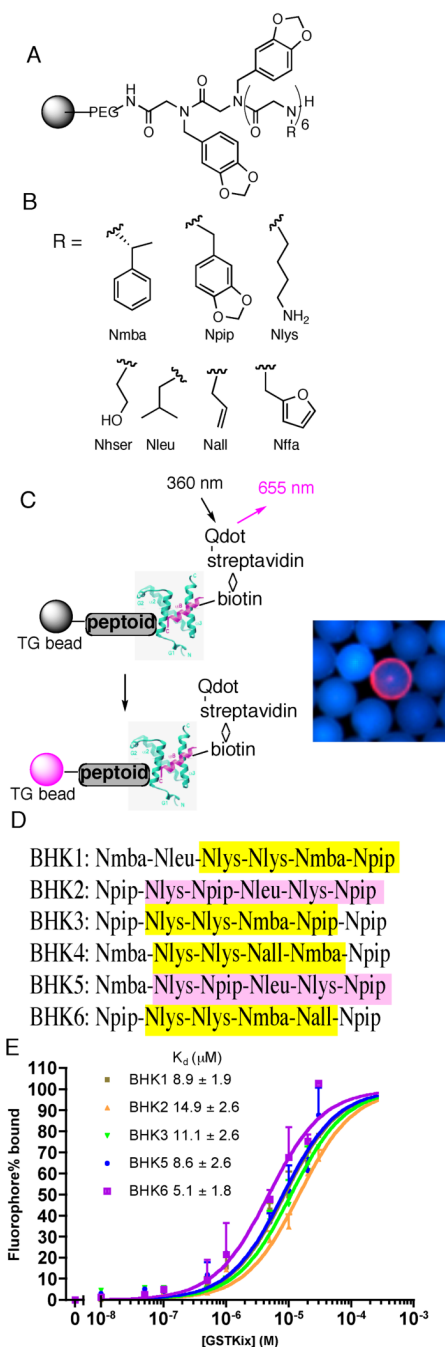 A
PEG
H
N
O
N
O
N
O
O
O
N
H
R
6
O
O
B
R =
O
O
NH2
Nmba
Npip
Nlys
HO
O
Nhser
Nleu
Nall
Nffa
C
360 nm
655 nm
Qdot
streptavidin
biotin
peptoid
TG bead
Qdot
streptavidin
biotin
peptoid
TG bead
D
BHK1: Nmba-Nleu-Nlys-Nlys-Nmba-Npip
BHK2: Npip-Nlys-Npip-Nleu-Nlys-Npip
BHK3: Npip-Nlys-Nlys-Nmba-Npip-Npip
BHK4: Nmba-Nlys-Nlys-Nall-Nmba-Npip
BHK5: Nmba-Nlys-Npip-Nleu-Nlys-Npip
BHK6: Npip-Nlys-Nlys-Nmba-Nall-Npip
E
Kd (μM)
BHK1 8.9 ± 1.9
BHK2 14.9 ± 2.6
BHK3 11.1 ± 2.6
BHK5 8.6 ± 2.6
BHK6 5.1 ± 1.8
Fluorophore% bound
110
100
90
80
70
60
50
40
30
20
10
0
0 10-8 10-7 10-6 10-5 10-4 10-3
[GSTKix] (M)